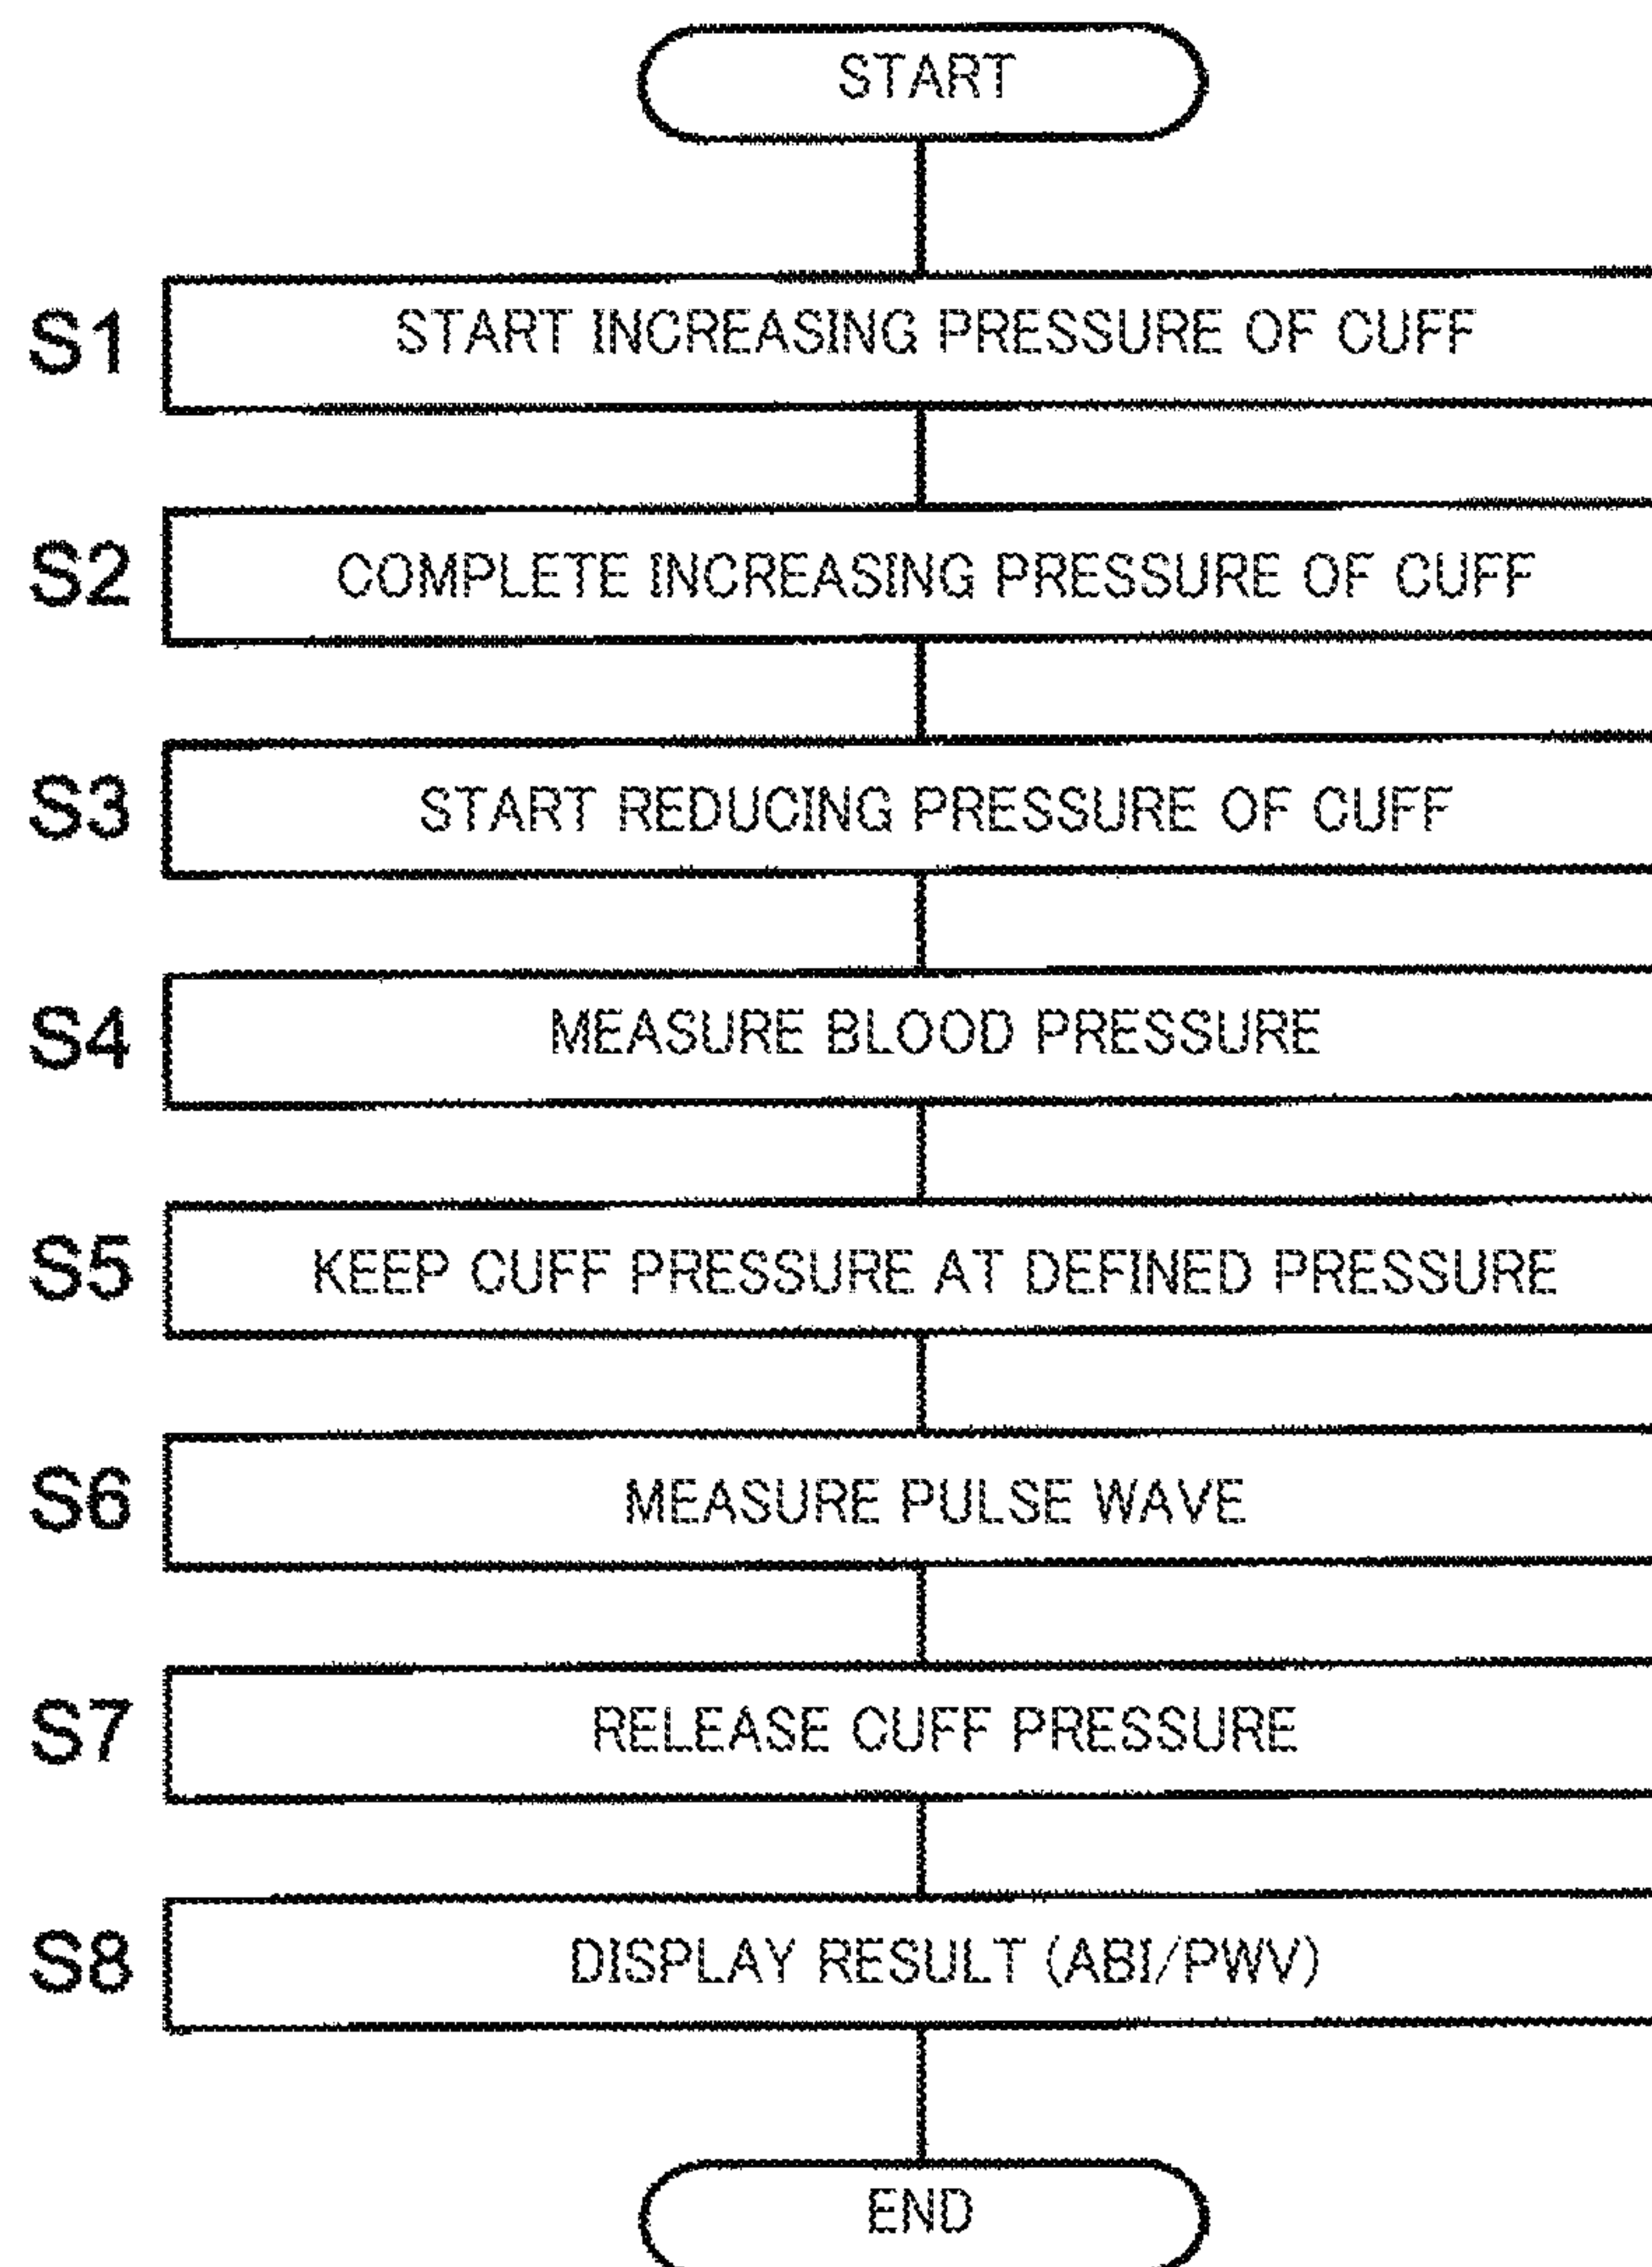 START
S1 START INCREASING PRESSURE OF CUFF
S2 COMPLETE INCREASING PRESSURE OF CUFF
S3 START REDUCING PRESSURE OF CUFF
S4 MEASURE BLOOD PRESSURE
S5 KEEP CUFF PRESSURE AT DEFINED PRESSURE
S6 MEASURE PULSE WAVE
S7 RELEASE CUFF PRESSURE
S8 DISPLAY RESULT (ABI/PWV)
END